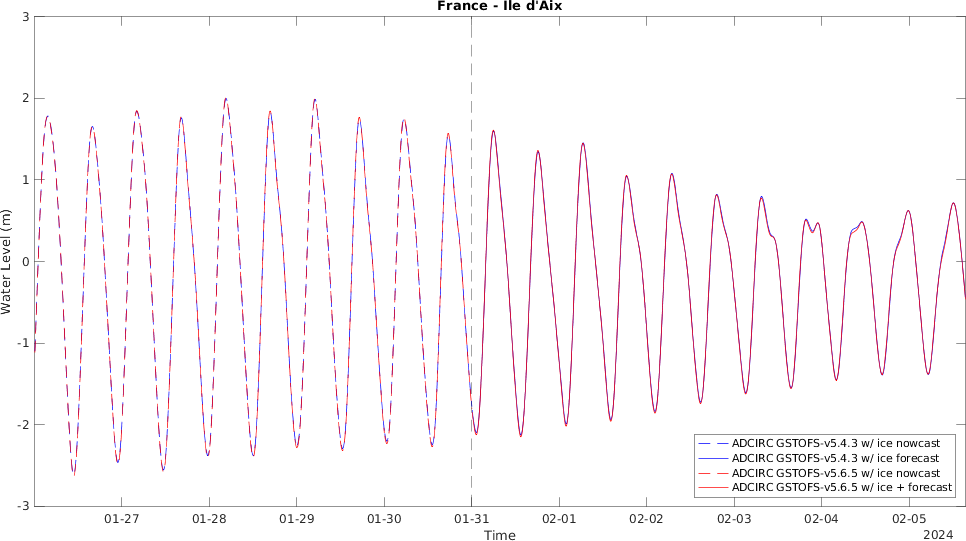 France - Ile d'Aix
Water Level (m)
3
2
1
0
-1
-2
-3
01-27
01-28
01-29
01-30
01-31
02-01
02-02
02-03
02-04
02-05
Time
2024
ADCIRC GSTOFS-v5.4.3 w/ ice nowcast
ADCIRC GSTOFS-v5.4.3 w/ ice forecast
ADCIRC GSTOFS-v5.6.5 w/ ice nowcast
ADCIRC GSTOFS-v5.6.5 w/ ice + forecast